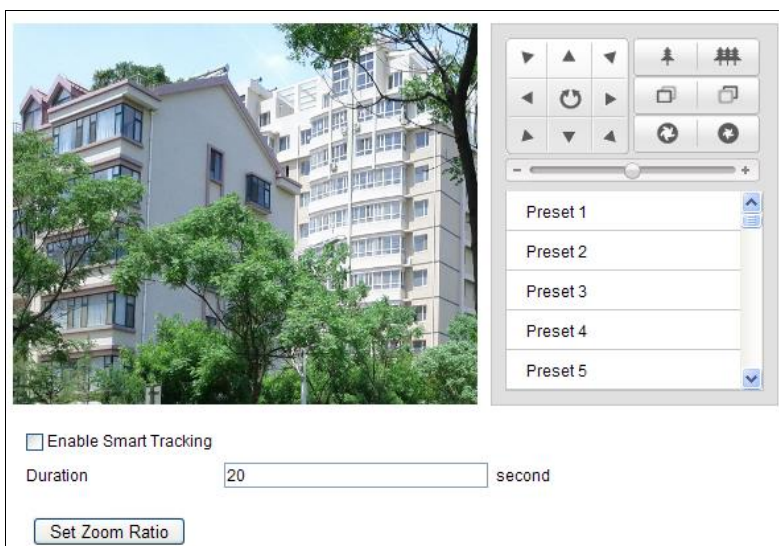 - +
Preset 1
Preset 2
Preset 3
Preset 4
Preset 5
Enable Smart Tracking
Duration 20 second
Set Zoom Ratio